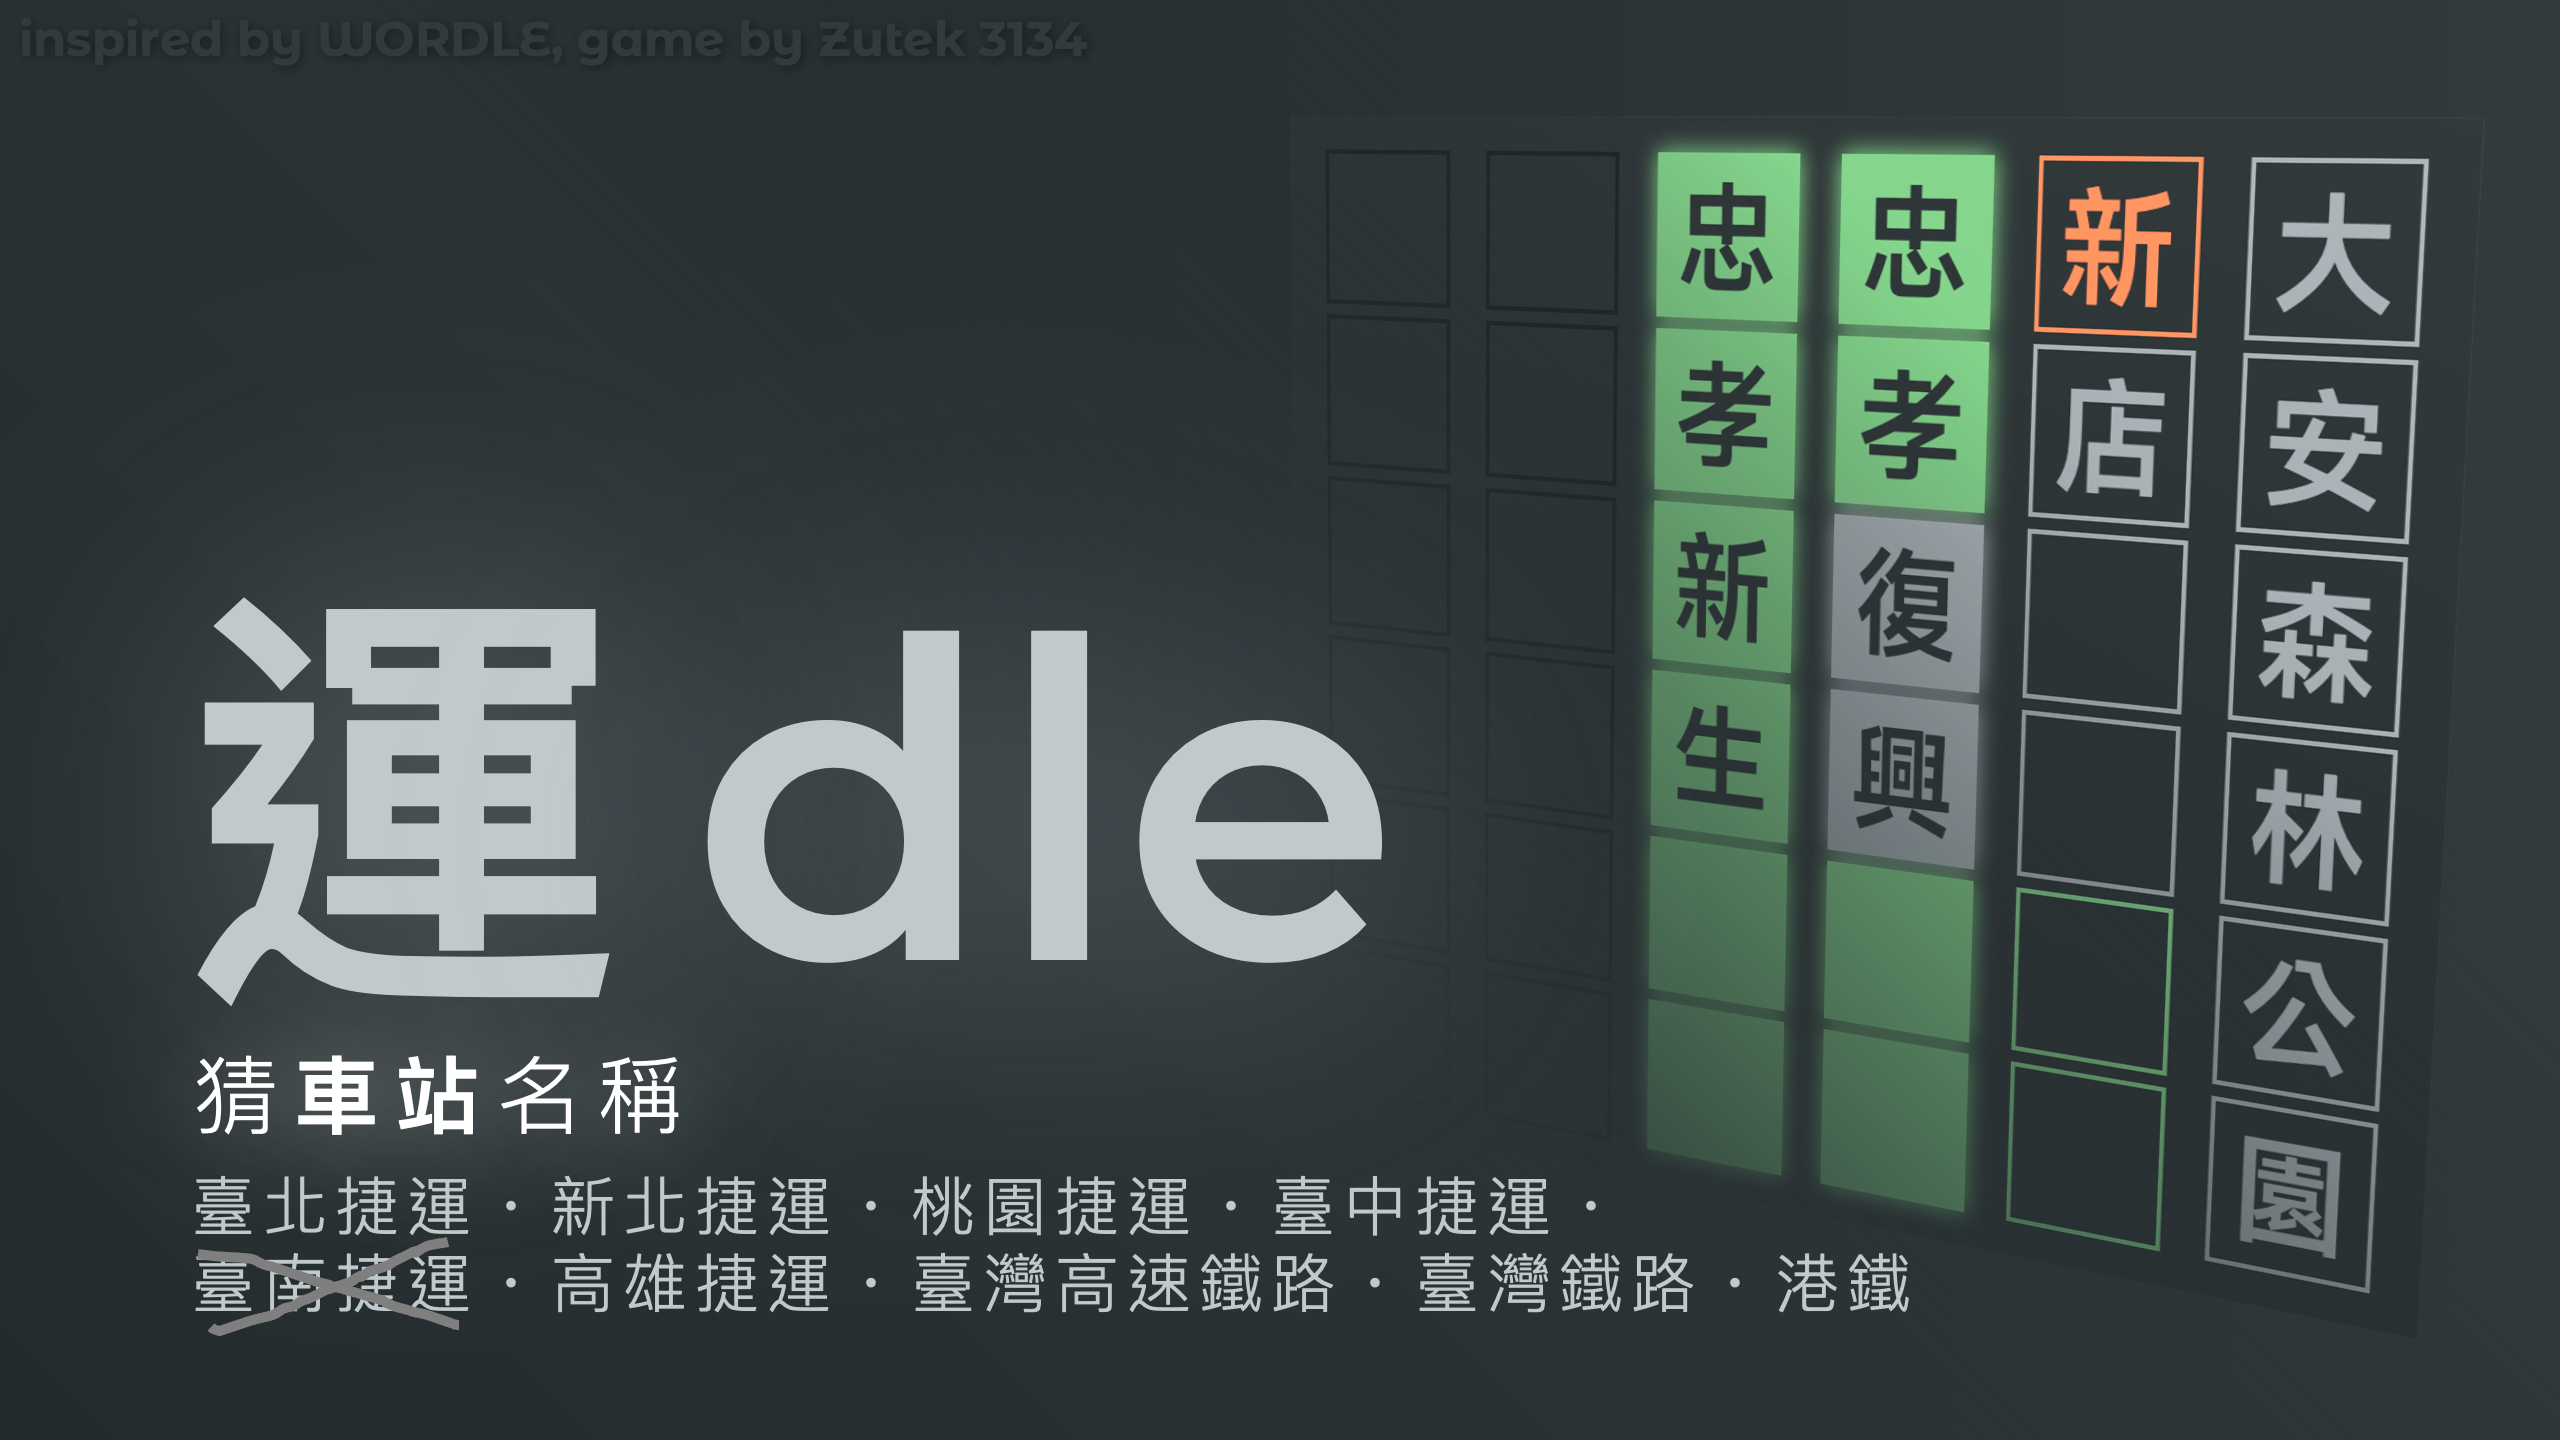 inspired by WORDLE, game by Zutek 3134
大安森林公園
新店
忠孝復興
忠孝新生
運dle
猜車站名稱
臺北捷運・新北捷運・桃園捷運・臺中捷運・
臺南捷運・高雄捷運・臺灣高速鐵路・臺灣鐵路・港鐵